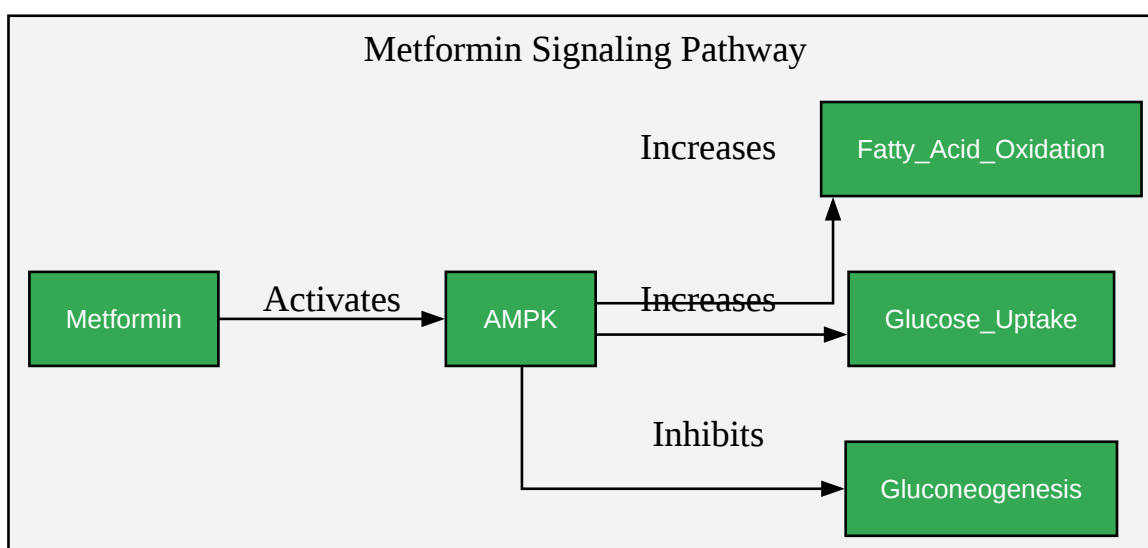 Metformin Signaling Pathway
Increases
Fatty_Acid_Oxidation
Metformin
Activates
AMPK
Increases
Glucose_Uptake
Inhibits
Gluconeogenesis